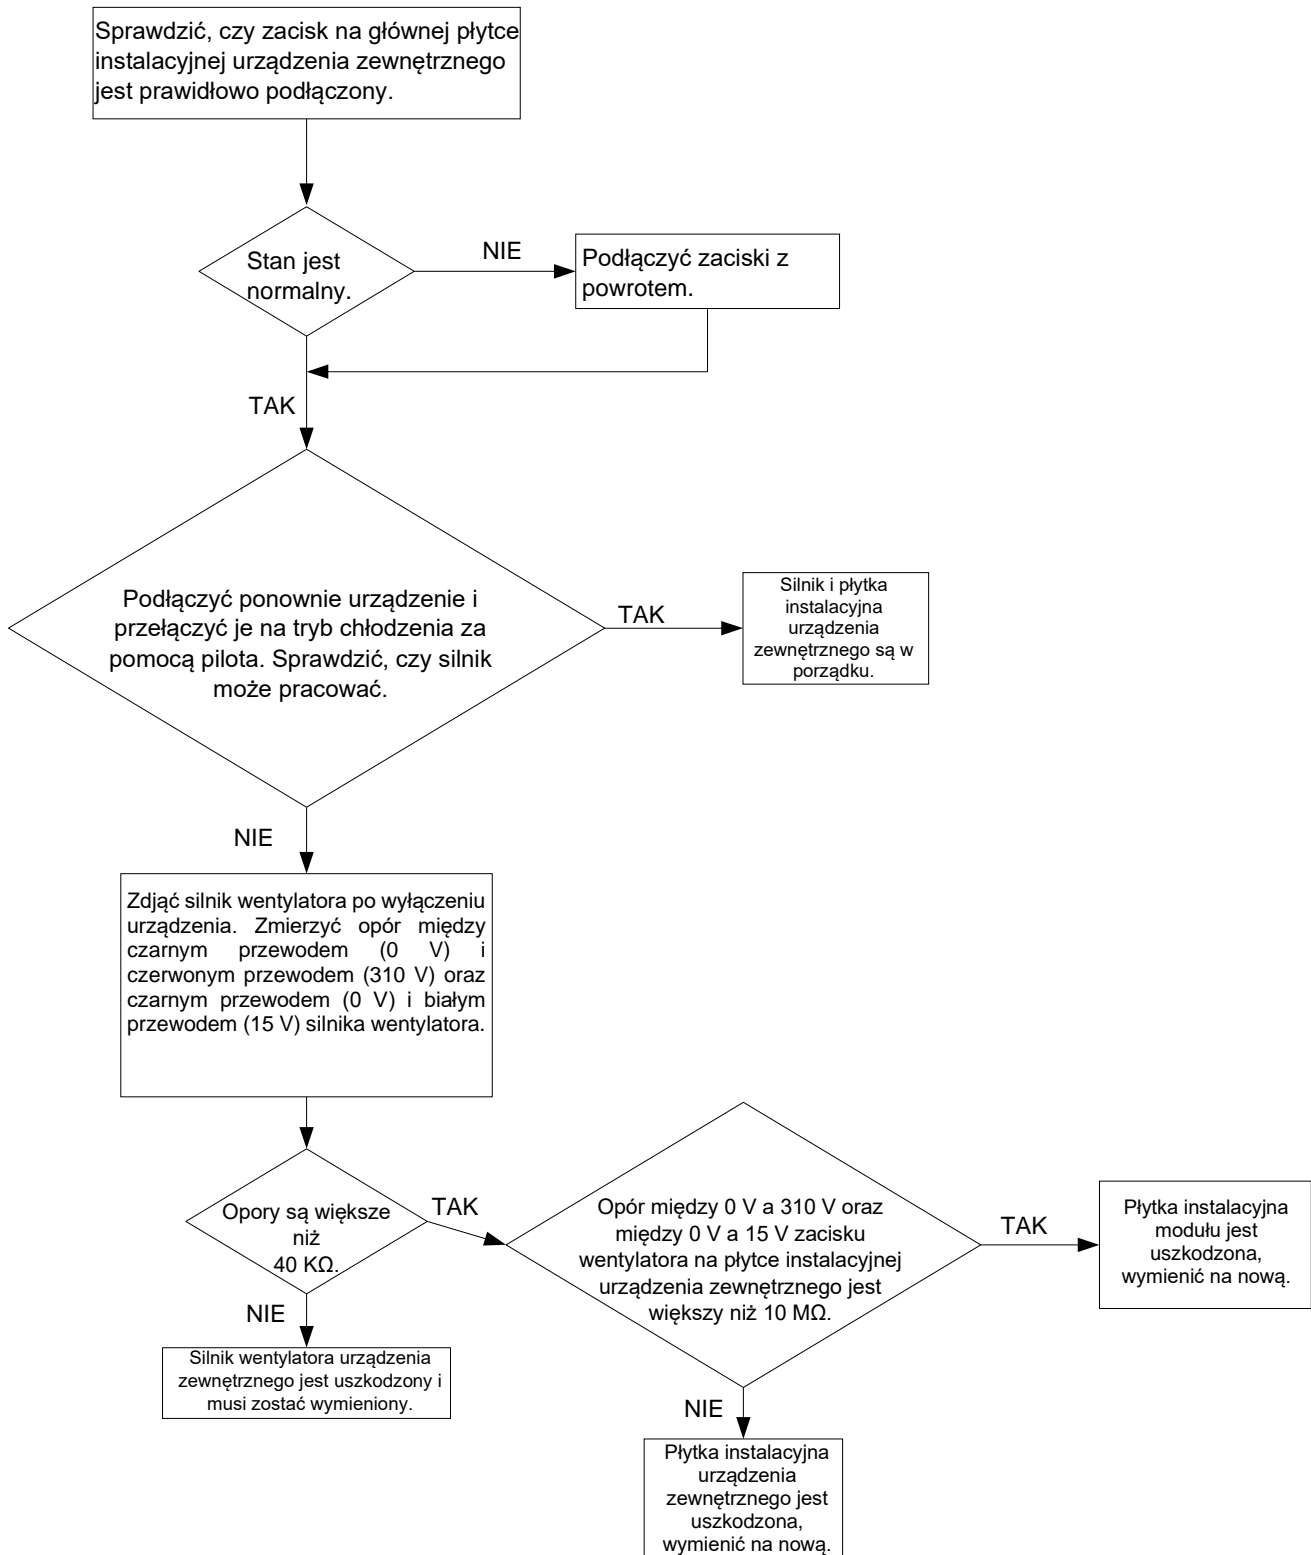 Sprawdzić, czy zacisk na głównej płytce
instalacyjnej urządzenia zewnętrznego
jest prawidłowo podłączony.
Stan jest
normalny.
NIE
Podłączyć zaciski z
powrotem.
TAK
Podłączyć ponownie urządzenie i
przełączyć je na tryb chłodzenia za
pomocą pilota. Sprawdzić, czy silnik
może pracować.
TAK
Silnik i płytka
instalacyjna
urządzenia
zewnętrznego są w
porządku.
NIE
Zdjąć silnik wentylatora po wyłączeniu
urządzenia. Zmierzyć opór między
czarnym przewodem (0 V) i
czerwonym przewodem (310 V) oraz
czarnym przewodem (0 V) i białym
przewodem (15 V) silnika wentylatora.
Opory są większe
niż
40 KΩ.
TAK
Opór między 0 V a 310 V oraz
między 0 V a 15 V zacisku
wentylatora na płytce instalacyjnej
urządzenia zewnętrznego jest
większy niż 10 MΩ.
TAK
Płytka instalacyjna
modułu jest
uszkodzona,
wymienić na nową.
NIE
Silnik wentylatora urządzenia
zewnętrznego jest uszkodzony i
musi zostać wymieniony.
NIE
Płytka instalacyjna
urządzenia
zewnętrznego jest
uszkodzona,
wymienić na nową.